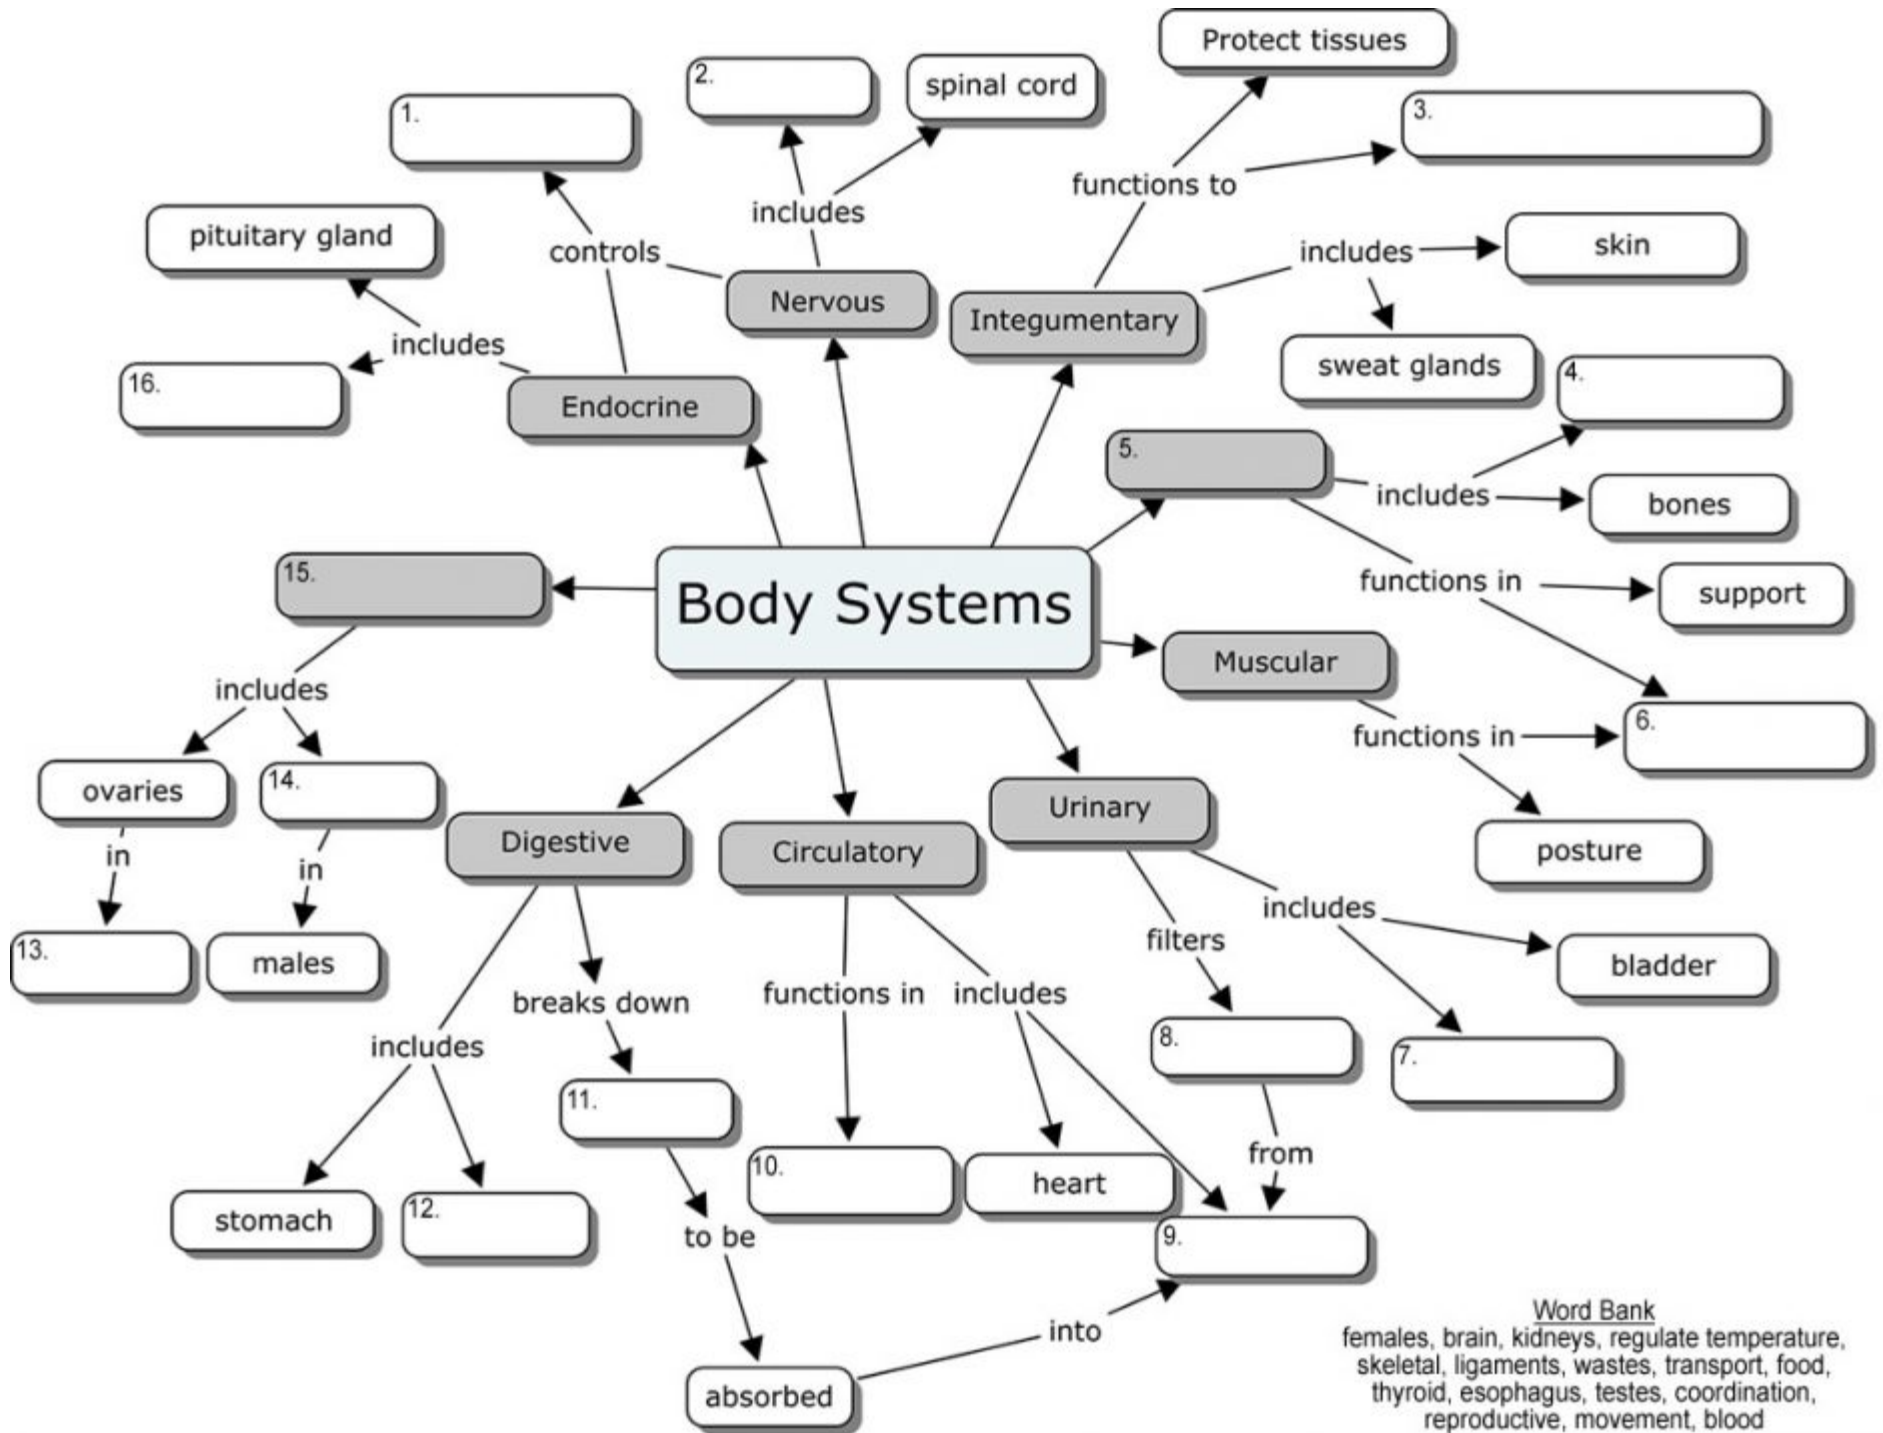 Protect tissues
2.
spinal cord
1.
3.
functions to
includes
pituitary gland
controls
includes
skin
Nervous
Integumentary
includes
sweat glands
16.
Endocrine
4.
5.
includes
bones
15.
Body Systems
functions in
support
Muscular
includes
functions in
6.
ovaries
14.
Urinary
posture
Digestive
Circulatory
in
in
includes
filters
13.
males
bladder
breaks down
functions in
includes
includes
8.
7.
11.
from
10.
heart
stomach
12.
to be
9.
into
absorbed
Word Bank
females, brain, kidneys, regulate temperature,
skeletal, ligaments, wastes, transport, food,
thyroid, esophagus, testes, coordination,
reproductive, movement, blood